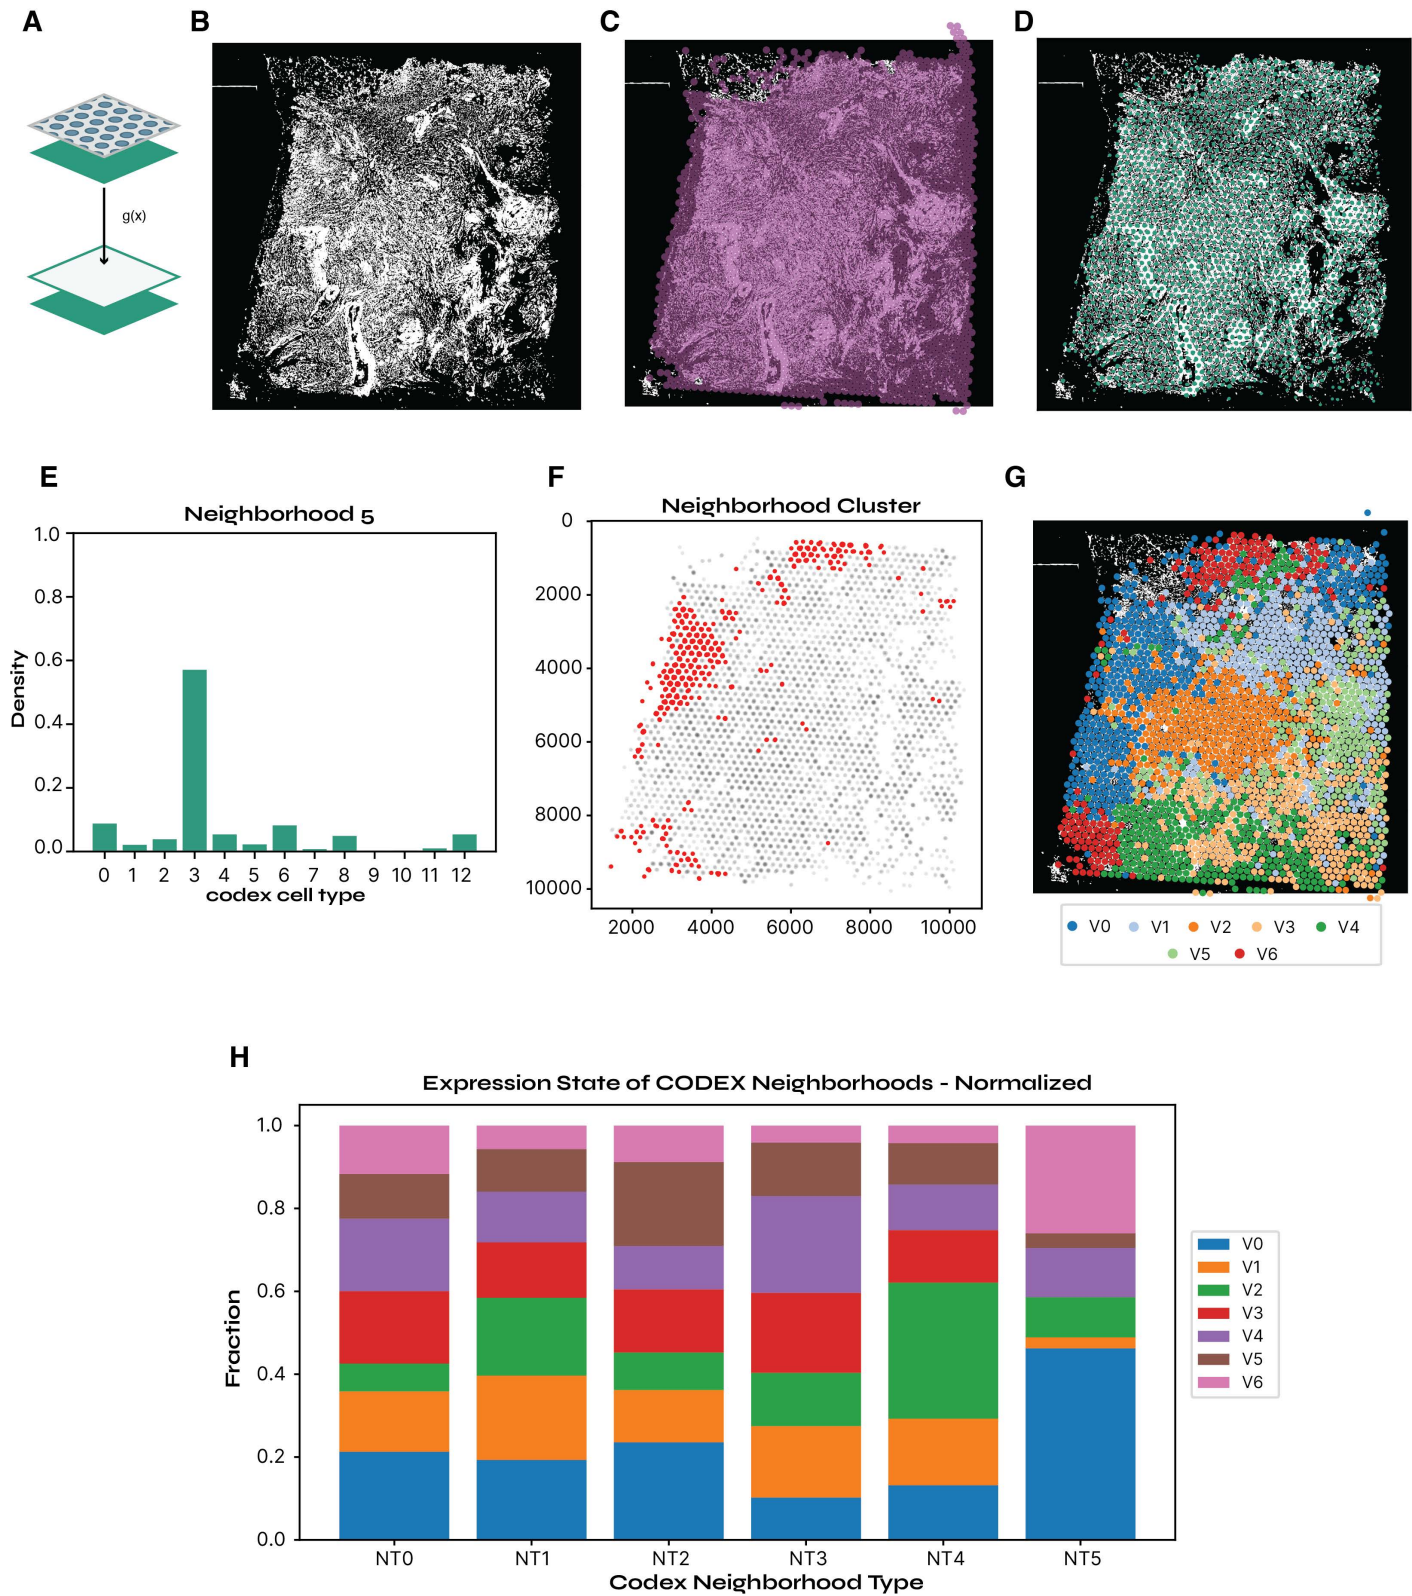 A
B
C
D
g(x)
E
F
G
Neighborhood 5
1.0
0.8
0.6
0.4
0.2
0.0
Density
0 1 2 3 4 5 6 7 8 9 10 11 12
codex cell type
Neighborhood Cluster
0
2000
4000
6000
8000
10000
2000 4000 6000 8000 10000
V0 V1 V2 V3 V4
V5 V6
H
Expression State of CODEX Neighborhoods - Normalized
1.0
0.8
0.6
0.4
0.2
0.0
Fraction
NT0 NT1 NT2 NT3 NT4 NT5
Codex Neighborhood Type
V0
V1
V2
V3
V4
V5
V6